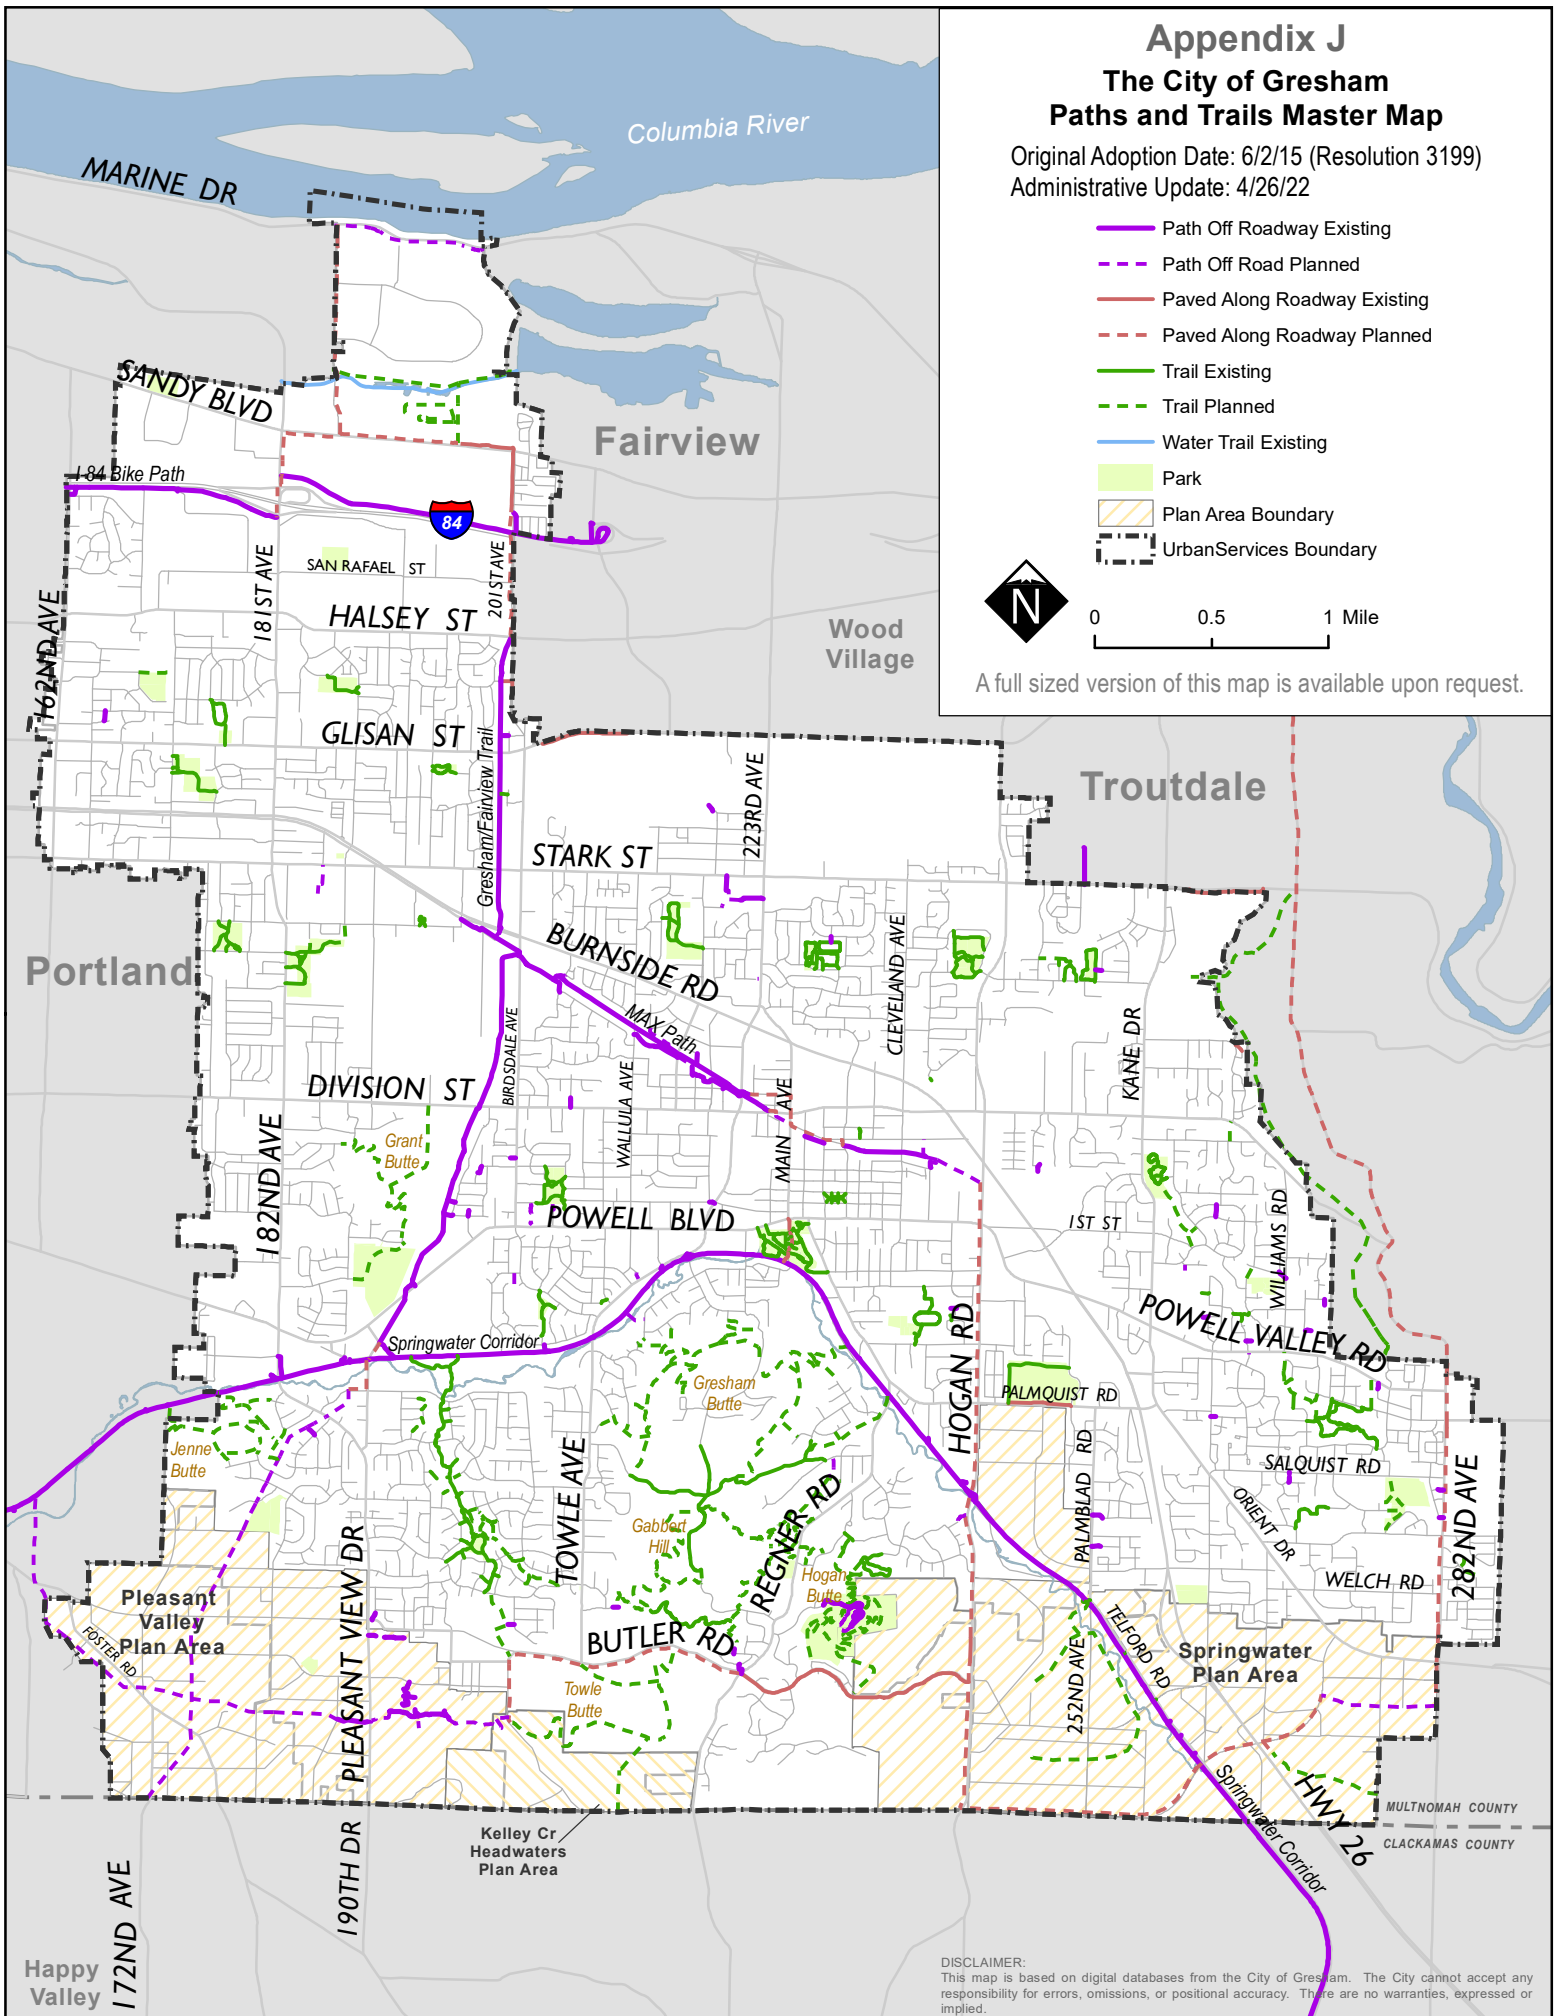 Appendix J
The City of Gresham
Paths and Trails Master Map
Original Adoption Date: 6/2/15 (Resolution 3199)
Administrative Update: 4/26/22
Path Off Roadway Existing
Path Off Road Planned
Paved Along Roadway Existing
Paved Along Roadway Planned
Trail Existing
Trail Planned
Water Trail Existing
Park
Plan Area Boundary
UrbanServices Boundary
N
0 0.5 1 Mile
A full sized version of this map is available upon request.
Columbia River
MARINE DR
SANDY BLVD
Fairview
I-84 Bike Path
84
181ST AVE
SAN RAFAEL ST
201ST AVE
162ND AVE
HALSEY ST
Wood
Village
GLISAN ST
Gresham/Fairview Trail
223RD AVE
Troutdale
STARK ST
BURNSIDE RD
CLEVELAND AVE
Portland
MAX Path
KANE DR
BIRDSDALE AVE
DIVISION ST
WALLULA AVE
MAIN AVE
182ND AVE
Grant
Butte
POWELL BLVD
1ST ST
WILLIAMS RD
Springwater Corridor
HOGAN RD
POWELL VALLEY RD
Gresham
Butte
PALMQUIST RD
Jenne
Butte
TOWLE AVE
PALMBLAD RD
SALQUIST RD
282ND AVE
ORIENT DR
REGNER RD
Gabbert
Hill
PLEASANT VIEW DR
Hogan
Butte
WELCH RD
Pleasant
Valley
Plan Area
FOSTER RD
BUTLER RD
TELFORD RD
252ND AVE
Springwater
Plan Area
Towle
Butte
Springwater Corridor
HWY 26
MULTNOMAH COUNTY
CLACKAMAS COUNTY
Kelley Cr
Headwaters
Plan Area
190TH DR
172ND AVE
Happy
Valley
DISCLAIMER:
This map is based on digital databases from the City of Gresham. The City cannot accept any
responsibility for errors, omissions, or positional accuracy. There are no warranties, expressed or
implied.